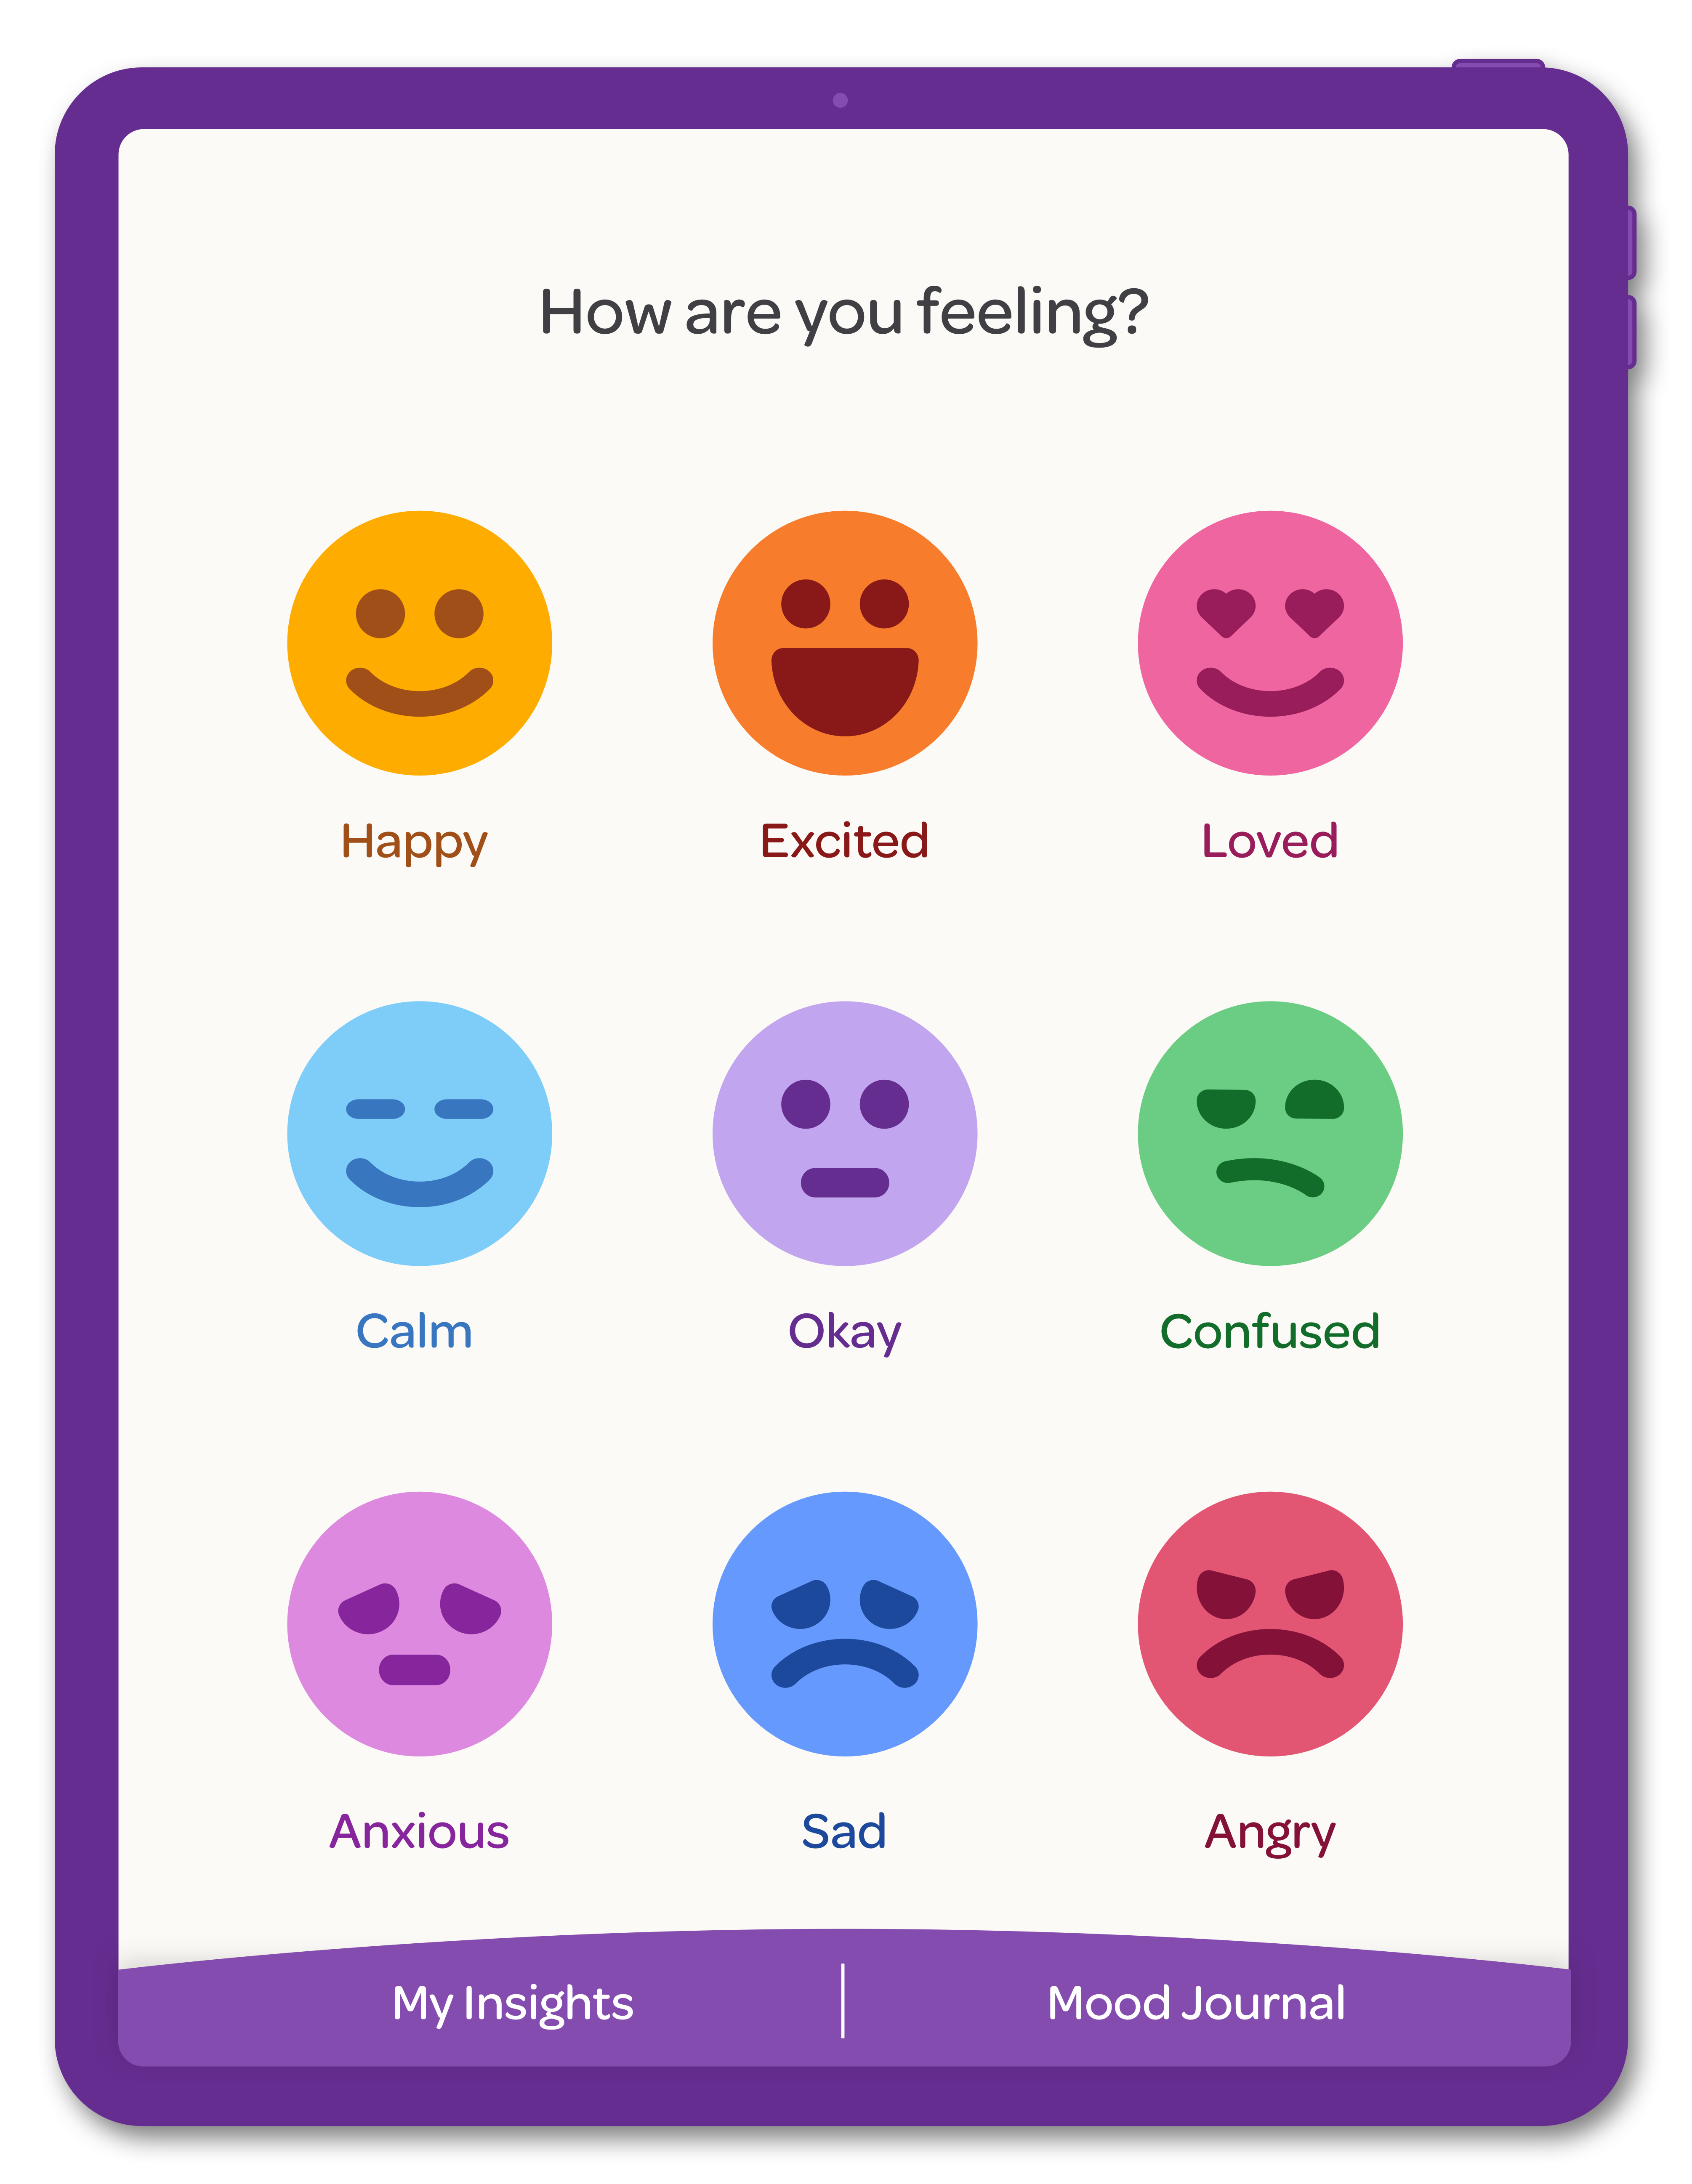 How are you feeling?
Happy
Excited
Loved
Calm
Okay
Confused
Anxious
Sad
Angry
My Insights
Mood Journal